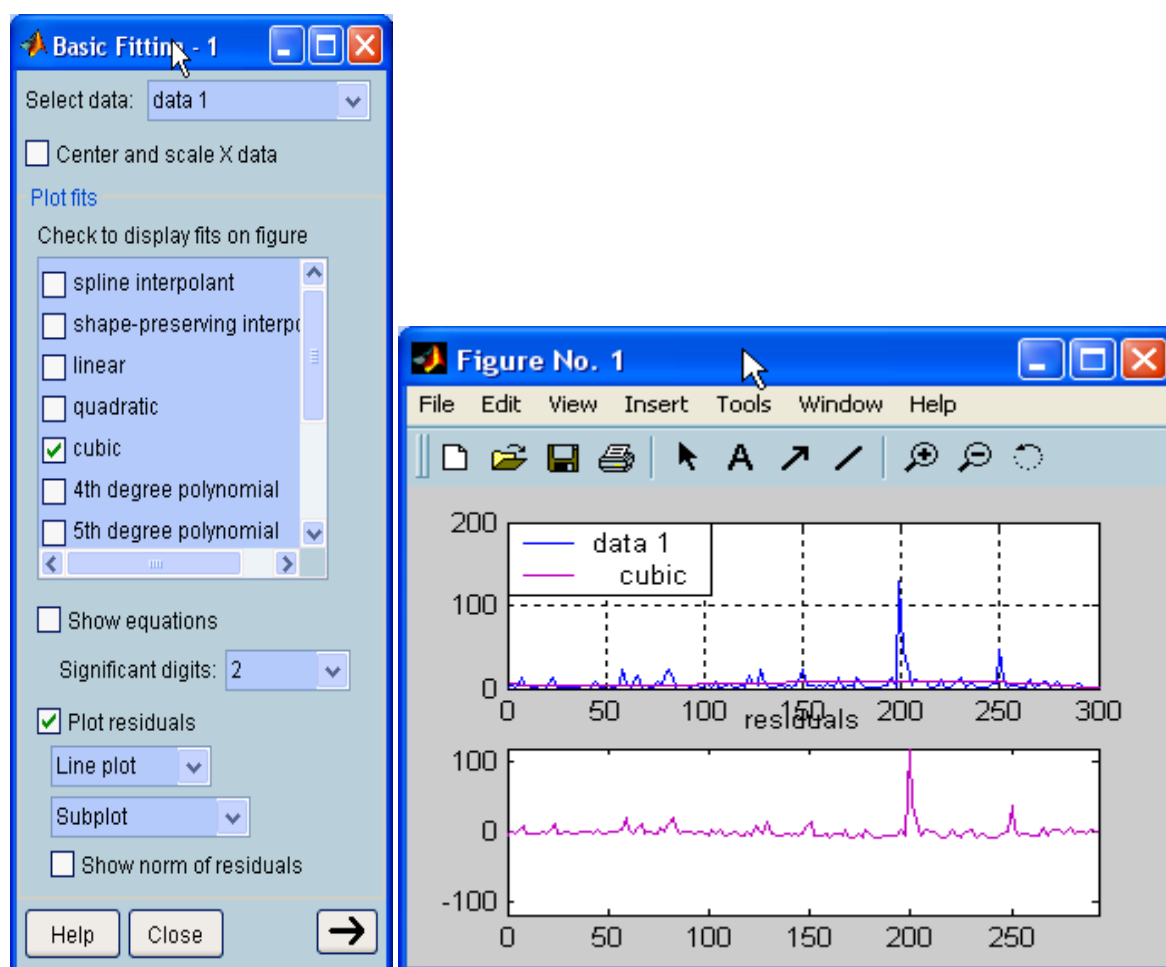 Basic Fitting - 1
Select data: data 1
Center and scale X data
Plot fits
Check to display fits on figure
spline interpolant
shape-preserving interpo
linear
quadratic
cubic
4th degree polynomial
5th degree polynomial
Show equations
Significant digits: 2
Plot residuals
Line plot
Subplot
Show norm of residuals
Help Close
Figure No. 1
File Edit View Insert Tools Window Help
A
200
data 1
cubic
100
0
0 50 100 150 200 250 300
residuals
100
0
-100
0 50 100 150 200 250